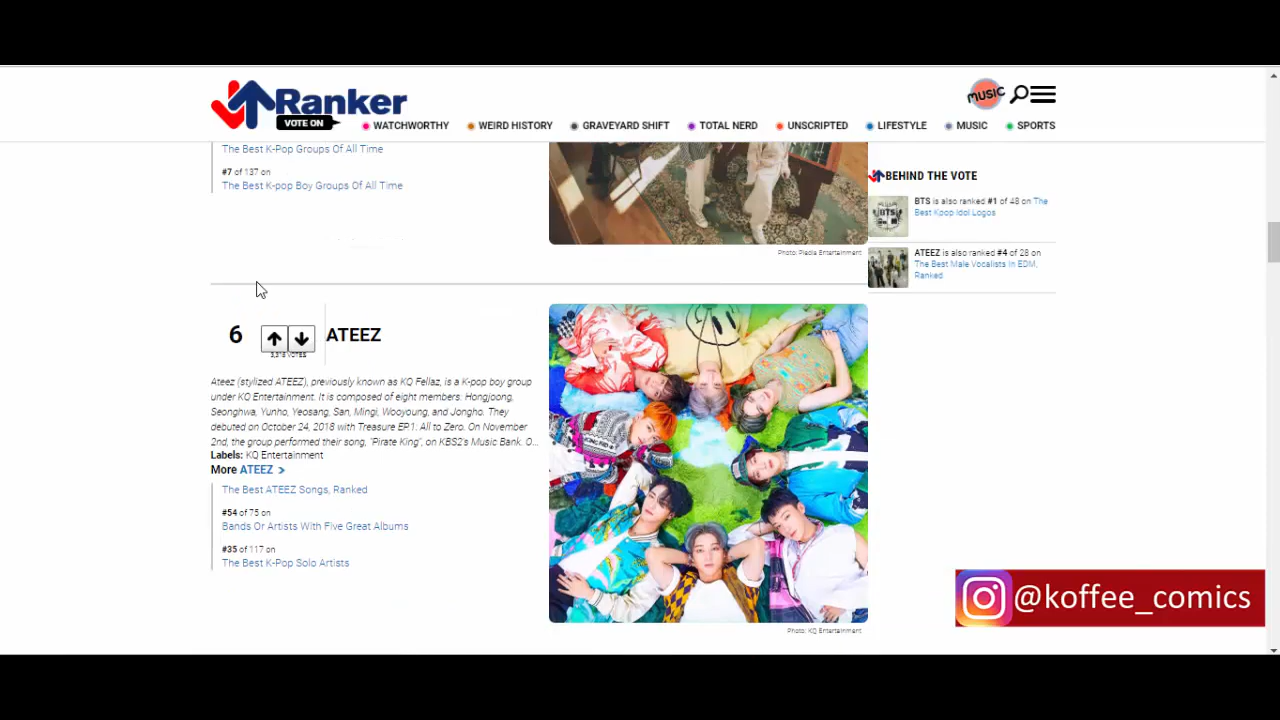 Ranker
VOTE ON
MUSIC
WATCHWORTHY
WEIRD HISTORY
GRAVEYARD SHIFT
TOTAL NERD
UNSCRIPTED
LIFESTYLE
MUSIC
SPORTS
The Best K-Pop Groups Of All Time
#7 of 137 on
The Best K-pop Boy Groups Of All Time
Photo: Pledis Entertainment
BEHIND THE VOTE
BTS is also ranked #1 of 48 on The
Best Kpop Idol Logos
BTS
ATEEZ is also ranked #4 of 28 on
The Best Male Vocalists In EDM,
Ranked
6
ATEEZ
VOTES
Ateez (stylized ATEEZ), previously known as KQ Fellaz, is a K-pop boy group
under KQ Entertainment. It is composed of eight members: Hongjoong,
Seonghwa, Yunho, Yeosang, San, Mingi, Wooyoung, and Jongho. They
debuted on October 24, 2018 with Treasure EP.1: All to Zero. On November
2nd, the group performed their song, "Pirate King", on KBS2's Music Bank. O...
Labels: KQ Entertainment
More ATEEZ >
The Best ATEEZ Songs, Ranked
#54 of 75 on
Bands Or Artists With Five Great Albums
#35 of 117 on
The Best K-Pop Solo Artists
Photo: KQ Entertainment
@koffee_comics